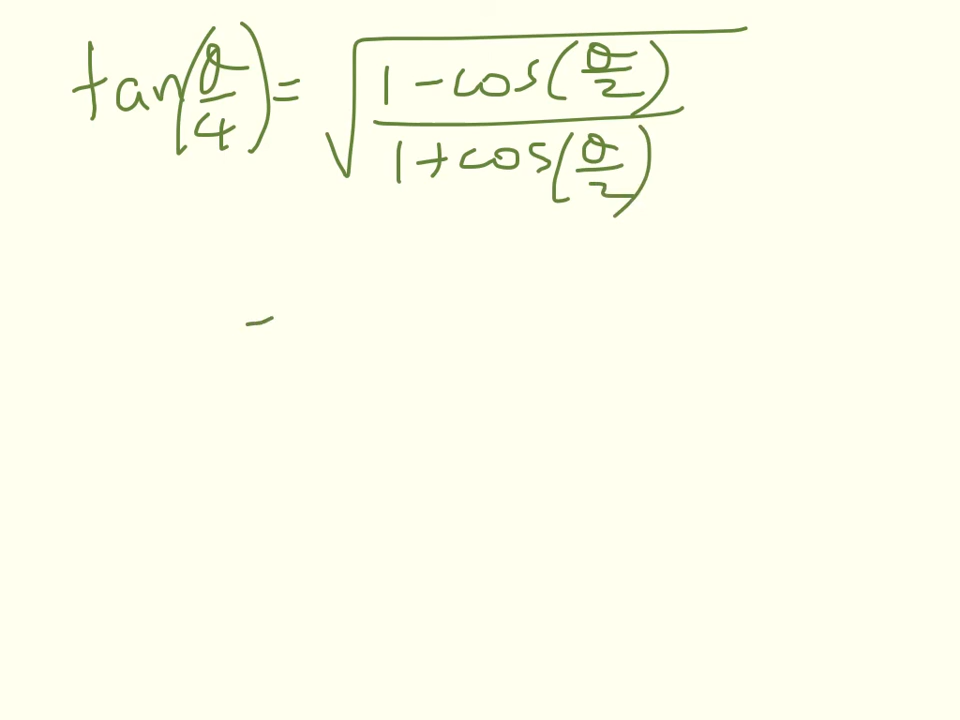 tan(θ/4) = √((1-cos(θ/2))/(1+cos(θ/2)))
-